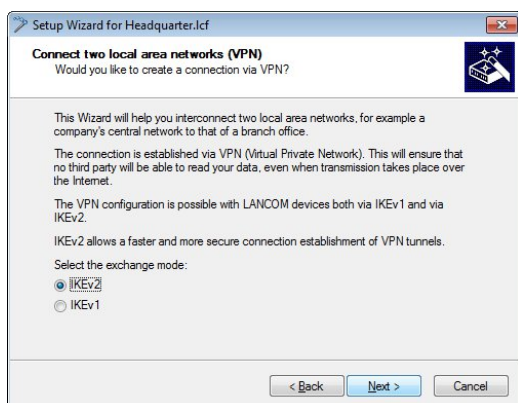 Setup Wizard for Headquarter.lcf
Connect two local area networks (VPN)
Would you like to create a connection via VPN?
This Wizard will help you interconnect two local area networks, for example a
company's central network to that of a branch office.
The connection is established via VPN (Virtual Private Network). This will ensure that
no third party will be able to read your data, even when transmission takes place over
the Internet.
The VPN configuration is possible with LANCOM devices both via IKEv1 and via
IKEv2.
IKEv2 allows a faster and more secure connection establishment of VPN tunnels.
Select the exchange mode:
IKEv2
IKEv1
< Back Next > Cancel